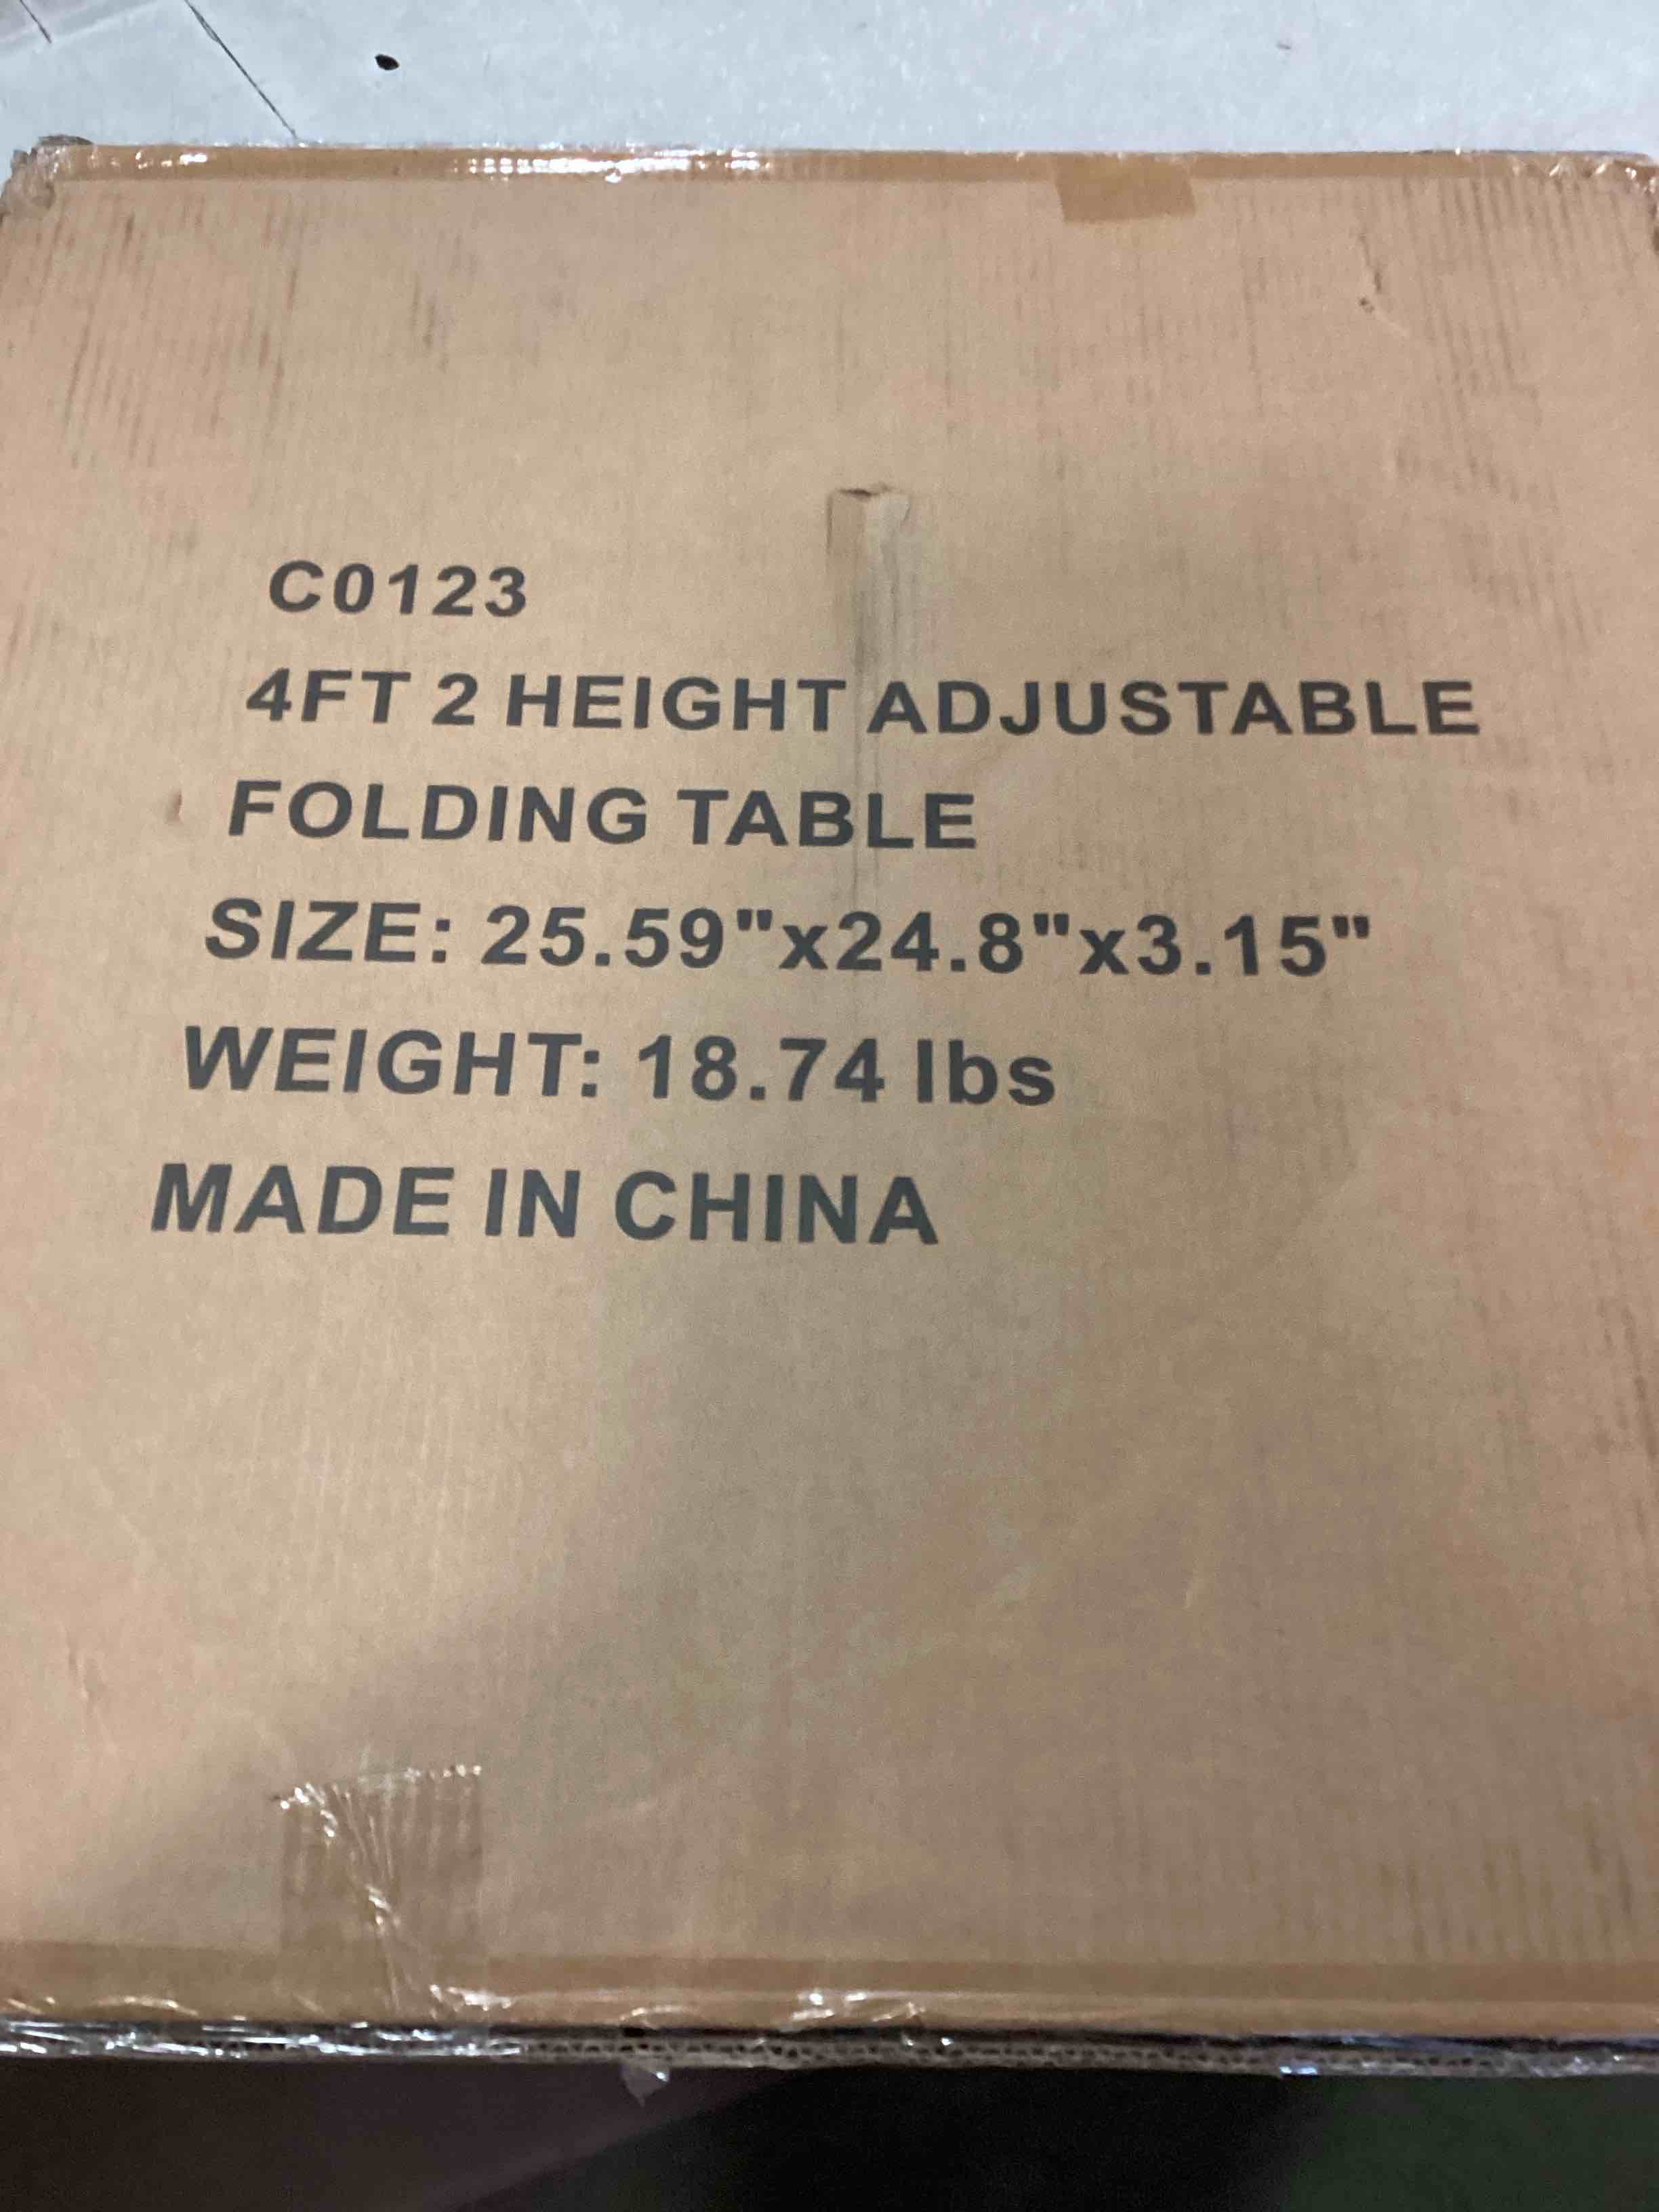 C0123
4FT 2 HEIGHT ADJUSTABLE
FOLDING TABLE
SIZE: 25.59"x24.8"x3.15"
WEIGHT: 18.74 lbs
MADE IN CHINA